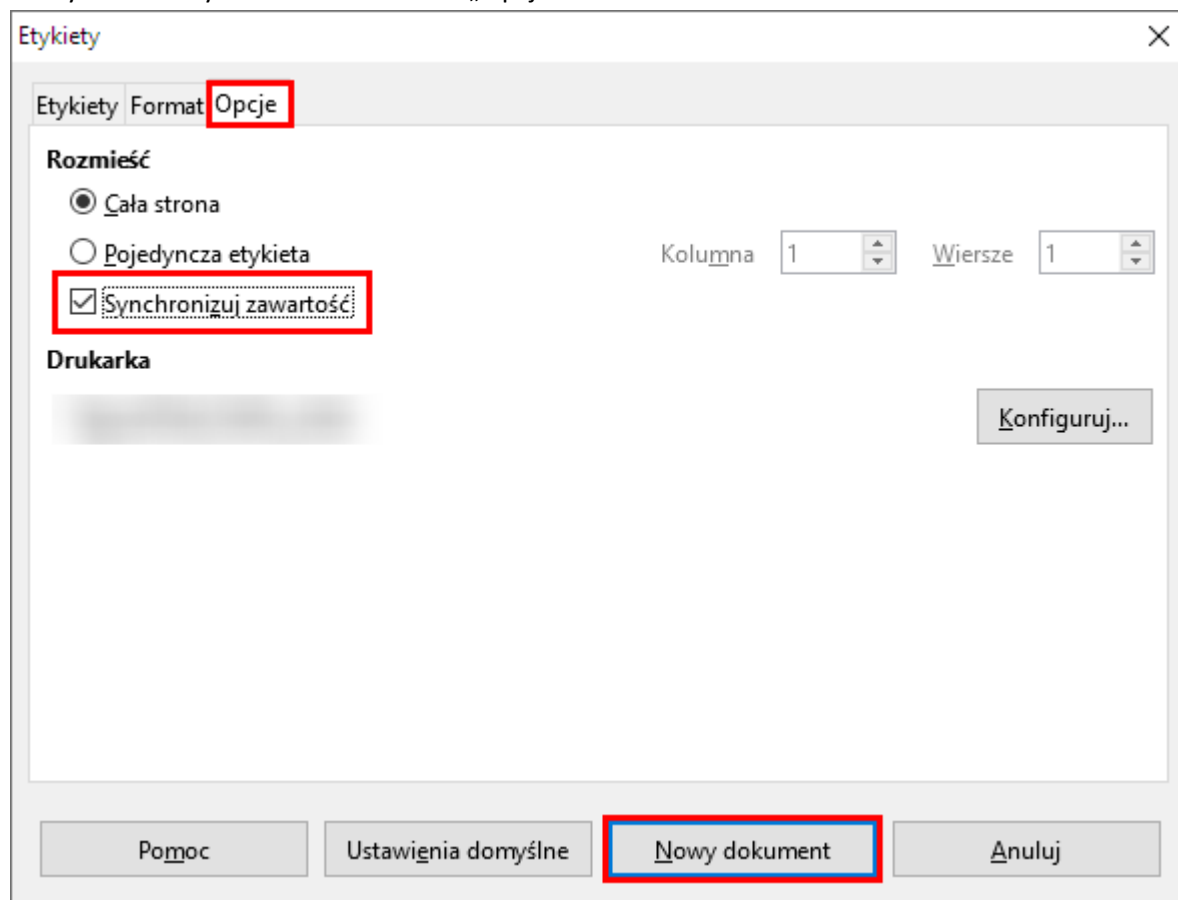 Etykiety
Etykiety Format Opcje
Rozmieść
Cała strona
Pojedyncza etykieta Kolumna 1 Wiersze 1
Synchronizuj zawartość
Drukarka
Konfiguruj...
Pomoc Ustawienia domyślne Nowy dokument Anuluj